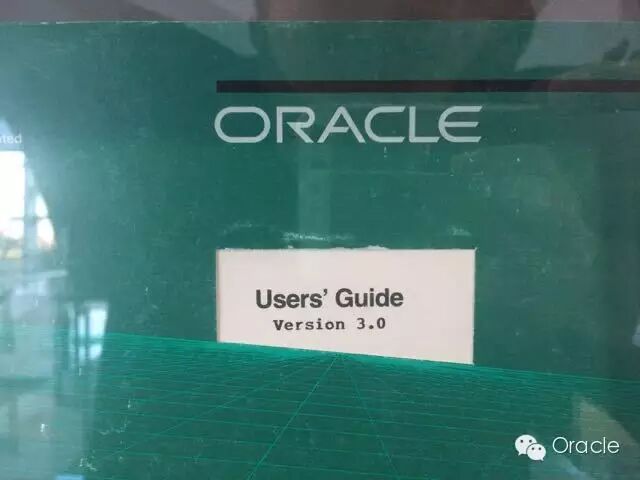 ORACLE
Users' Guide
Version 3.0
Oracle